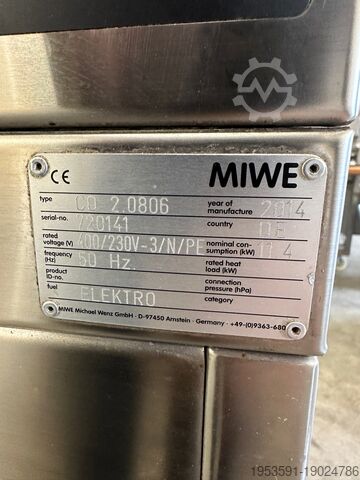 CE MIWE
type CO 2.0806 year of manufacture 2014
serial-no. 720141 country DE
rated voltage (V) 400/230V-3/N/PE nominal consumption (kW) 11.4
frequency (Hz) 50 Hz. rated heat load (kW)
product ID-no. connection pressure (hPa)
fuel ELEKTRO category
MIWE Michael Wenz GmbH · D-97450 Arnstein · Germany · +49-(0)9363-680
1953591-19024786